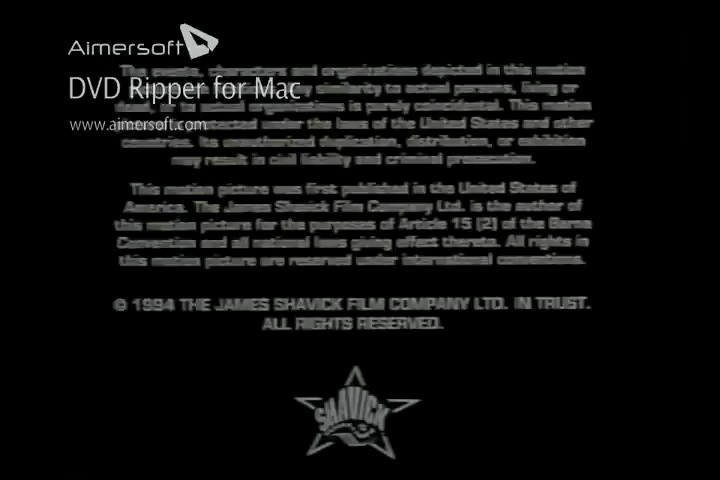 Aimersoft
DVD Ripper for Mac
www.aimersoft.com
The events, characters and organizations depicted in this motion
similarity to actual persons, living or
to actual organizations is purely coincidental. This motion
protected under the laws of the United States and other
countries. Its unauthorized duplication, distribution, or exhibition
may result in civil liability and criminal prosecution.
This motion picture was first published in the United States of
America. The James Shavick Film Company Ltd. is the author of
this motion picture for the purposes of Article 15 (2) of the Berne
Convention and all national laws giving effect thereto. All rights in
this motion picture are reserved under international conventions.
© 1994 THE JAMES SHAVICK FILM COMPANY LTD. IN TRUST.
ALL RIGHTS RESERVED.
SHAVICK